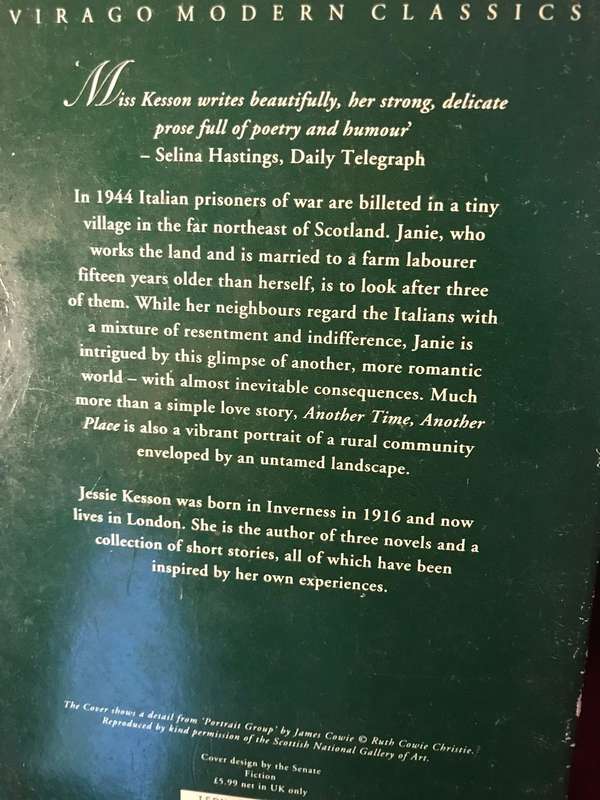 VIRAGO MODERN CLASSICS
'Miss Kesson writes beautifully, her strong, delicate
prose full of poetry and humour'
– Selina Hastings, Daily Telegraph
In 1944 Italian prisoners of war are billeted in a tiny
village in the far northeast of Scotland. Janie, who
works the land and is married to a farm labourer
fifteen years older than herself, is to look after three
of them. While her neighbours regard the Italians with
a mixture of resentment and indifference, Janie is
intrigued by this glimpse of another, more romantic
world – with almost inevitable consequences. Much
more than a simple love story, Another Time, Another
Place is also a vibrant portrait of a rural community
enveloped by an untamed landscape.
Jessie Kesson was born in Inverness in 1916 and now
lives in London. She is the author of three novels and a
collection of short stories, all of which have been
inspired by her own experiences.
The Cover shows a detail from 'Portrait Group' by James Cowie © Ruth Cowie Christie.
Reproduced by kind permission of the Scottish National Gallery of Art.
Cover design by the Senate
Fiction
£5.99 net in UK only